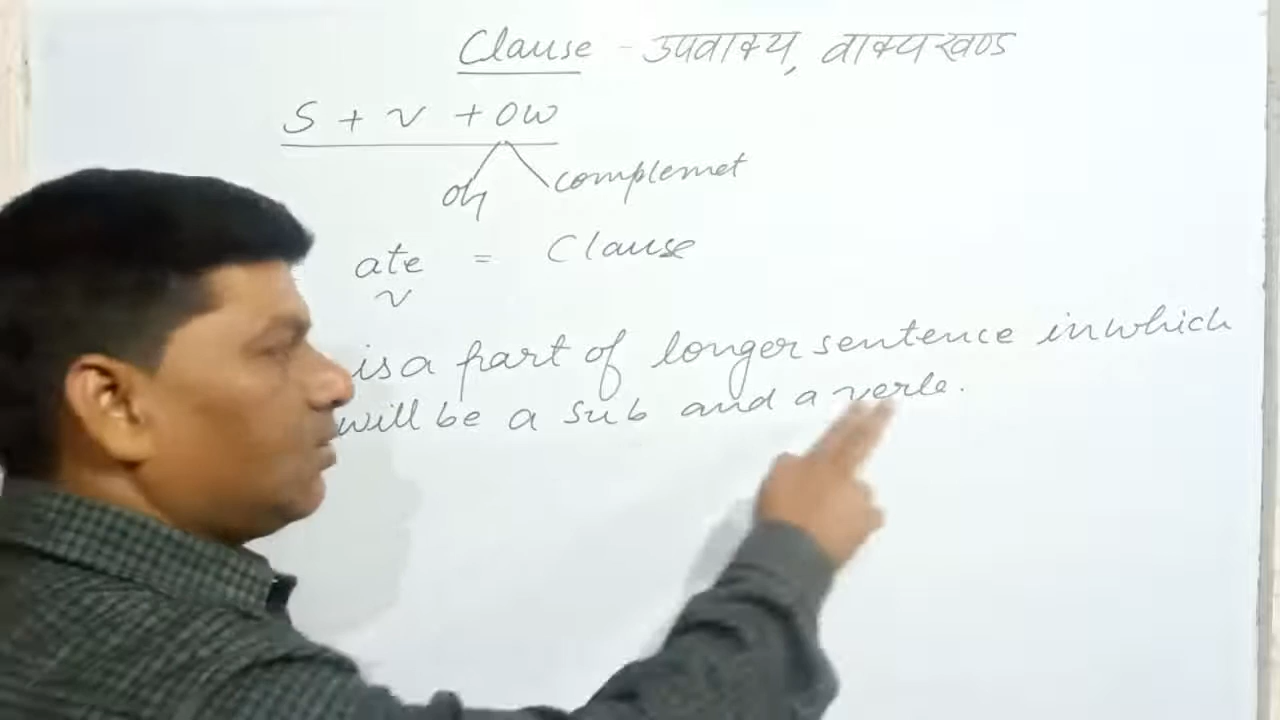 Clause - उपवाक्य, वाक्यखण्ड
S + V + OW
obj complemet
ate = Clause
V
is a part of longer sentence in which
will be a sub and a verb.